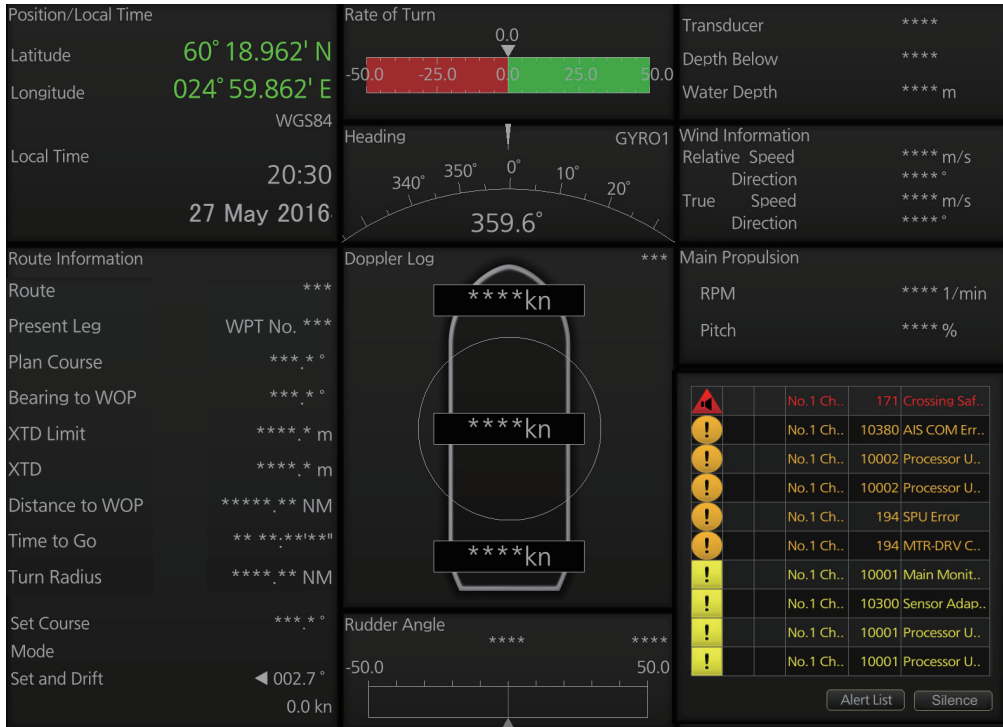 Position/Local Time
Latitude 60° 18.962' N
Longitude 024° 59.862' E
WGS84
Local Time
20:30
27 May 2016
Rate of Turn
0.0
-50.0 -25.0 0.0 25.0 50.0
Heading GYRO1
340° 350° 0° 10° 20°
359.6°
Transducer ****
Depth Below ****
Water Depth **** m
Wind Information
Relative Speed **** m/s
Direction **** °
True Speed **** m/s
Direction **** °
Route Information
Route ***
Present Leg WPT No. ***
Plan Course ***.* °
Bearing to WOP ***.* °
XTD Limit ****.* m
XTD ****.* m
Distance to WOP *****.** NM
Time to Go ** **:**'**"
Turn Radius ****.** NM
Set Course ***.* °
Mode
Set and Drift ◀ 002.7 °
0.0 kn
Doppler Log ***
****kn
****kn
****kn
Rudder Angle
**** ****
-50.0 50.0
Main Propulsion
RPM **** 1/min
Pitch **** %
No.1 Ch.. 171 Crossing Saf..
! No.1 Ch.. 10380 AIS COM Err..
! No.1 Ch.. 10002 Processor U..
! No.1 Ch.. 10002 Processor U..
! No.1 Ch.. 194 SPU Error
! No.1 Ch.. 194 MTR-DRV C..
! No.1 Ch.. 10001 Main Monit..
! No.1 Ch.. 10300 Sensor Adap..
! No.1 Ch.. 10001 Processor U..
! No.1 Ch.. 10001 Processor U..
Alert List Silence